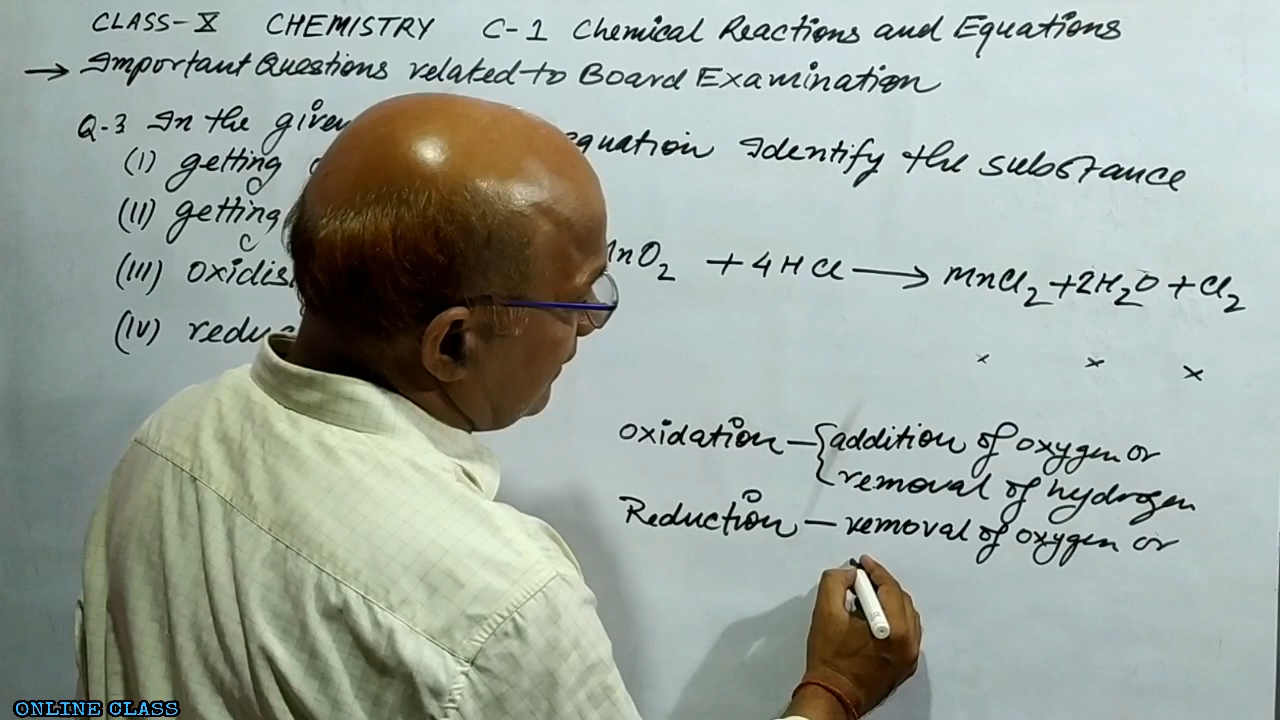 CLASS-X CHEMISTRY C-1 Chemical Reactions and Equations
→ Important Questions related to Board Examination
Q-3 In the given equation Identify the substance
(I) getting
(II) getting
(III) oxidis
(IV) reduc
MnO₂ + 4HCl → MnCl₂ + 2H₂O + Cl₂
× × ×
Oxidation – { addition of oxygen or
removal of hydrogen
Reduction – removal of oxygen or
ONLINE CLASS